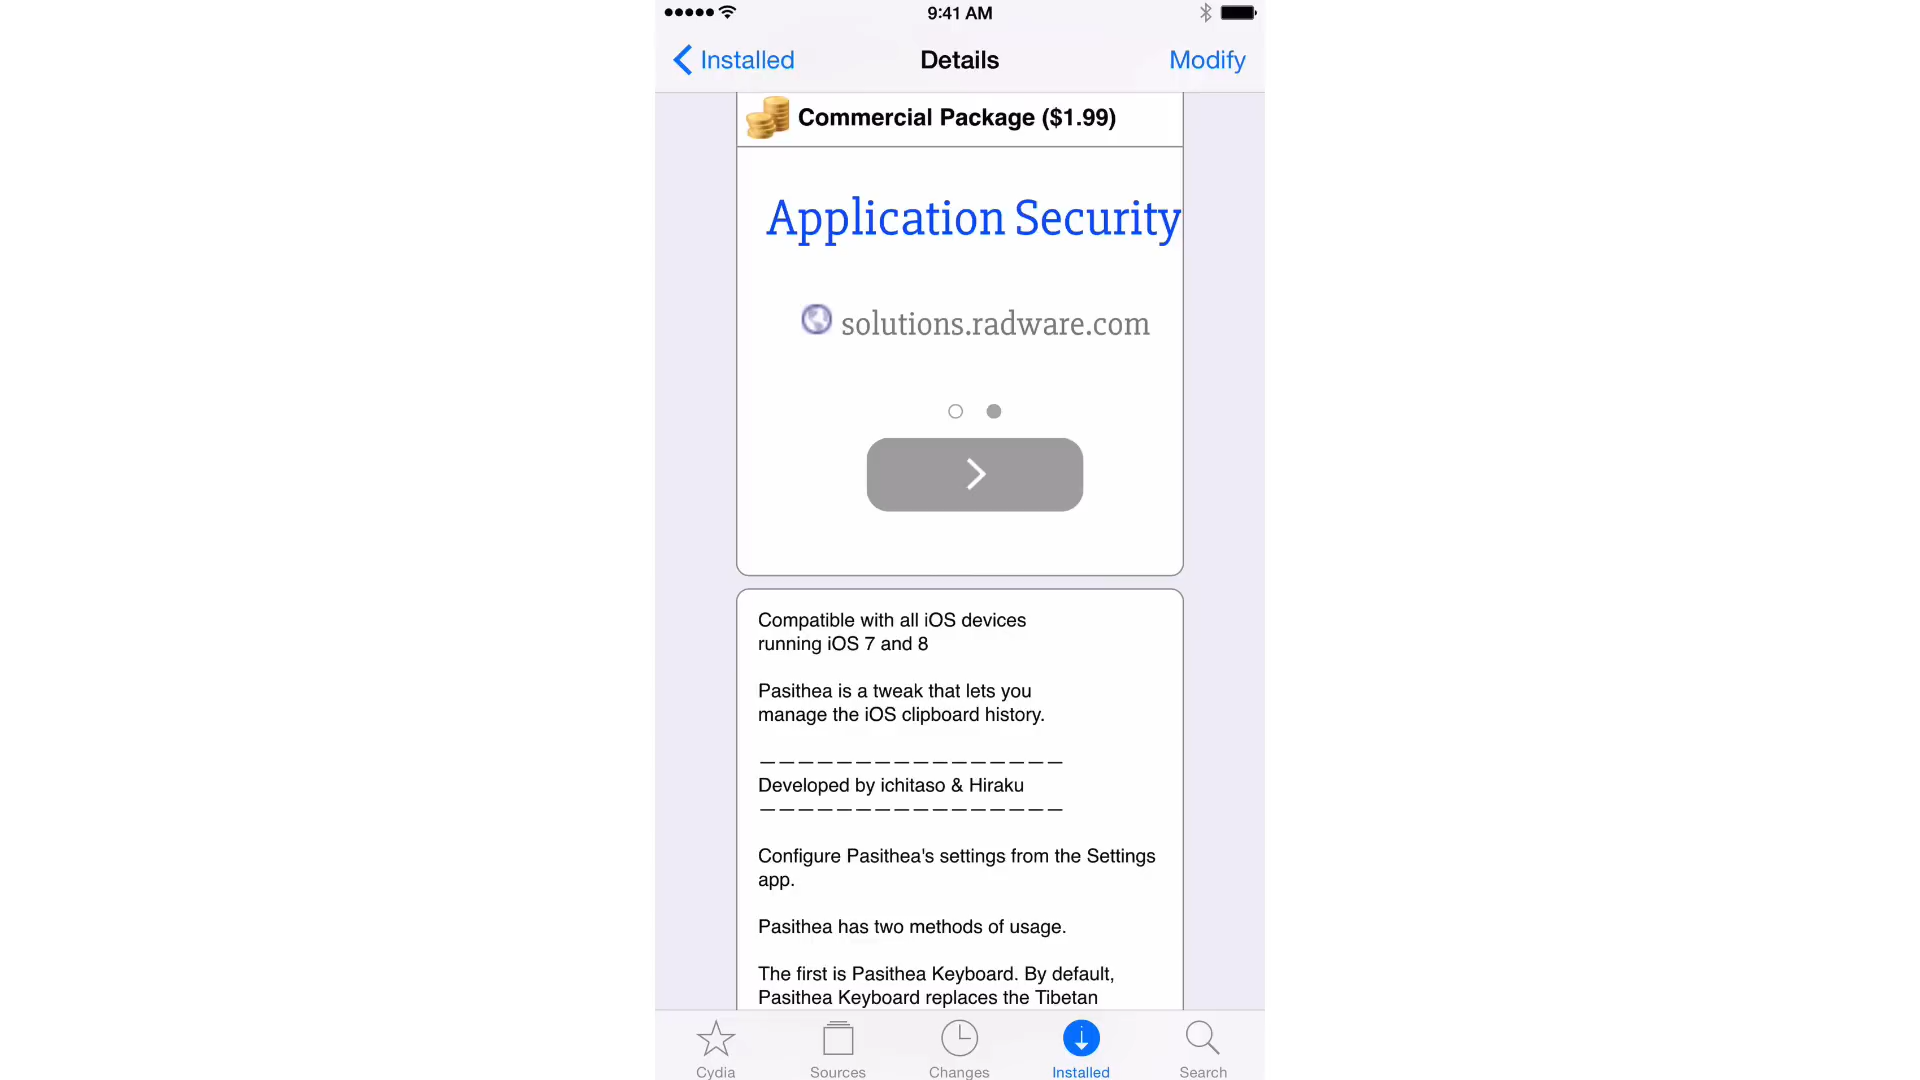 9:41 AM
Installed
Details
Modify
Commercial Package ($1.99)
Application Security
solutions.radware.com
Compatible with all iOS devices
running iOS 7 and 8
Pasithea is a tweak that lets you
manage the iOS clipboard history.
————————————————
Developed by ichitaso & Hiraku
————————————————
Configure Pasithea's settings from the Settings
app.
Pasithea has two methods of usage.
The first is Pasithea Keyboard. By default,
Pasithea Keyboard replaces the Tibetan
Cydia
Sources
Changes
Installed
Search